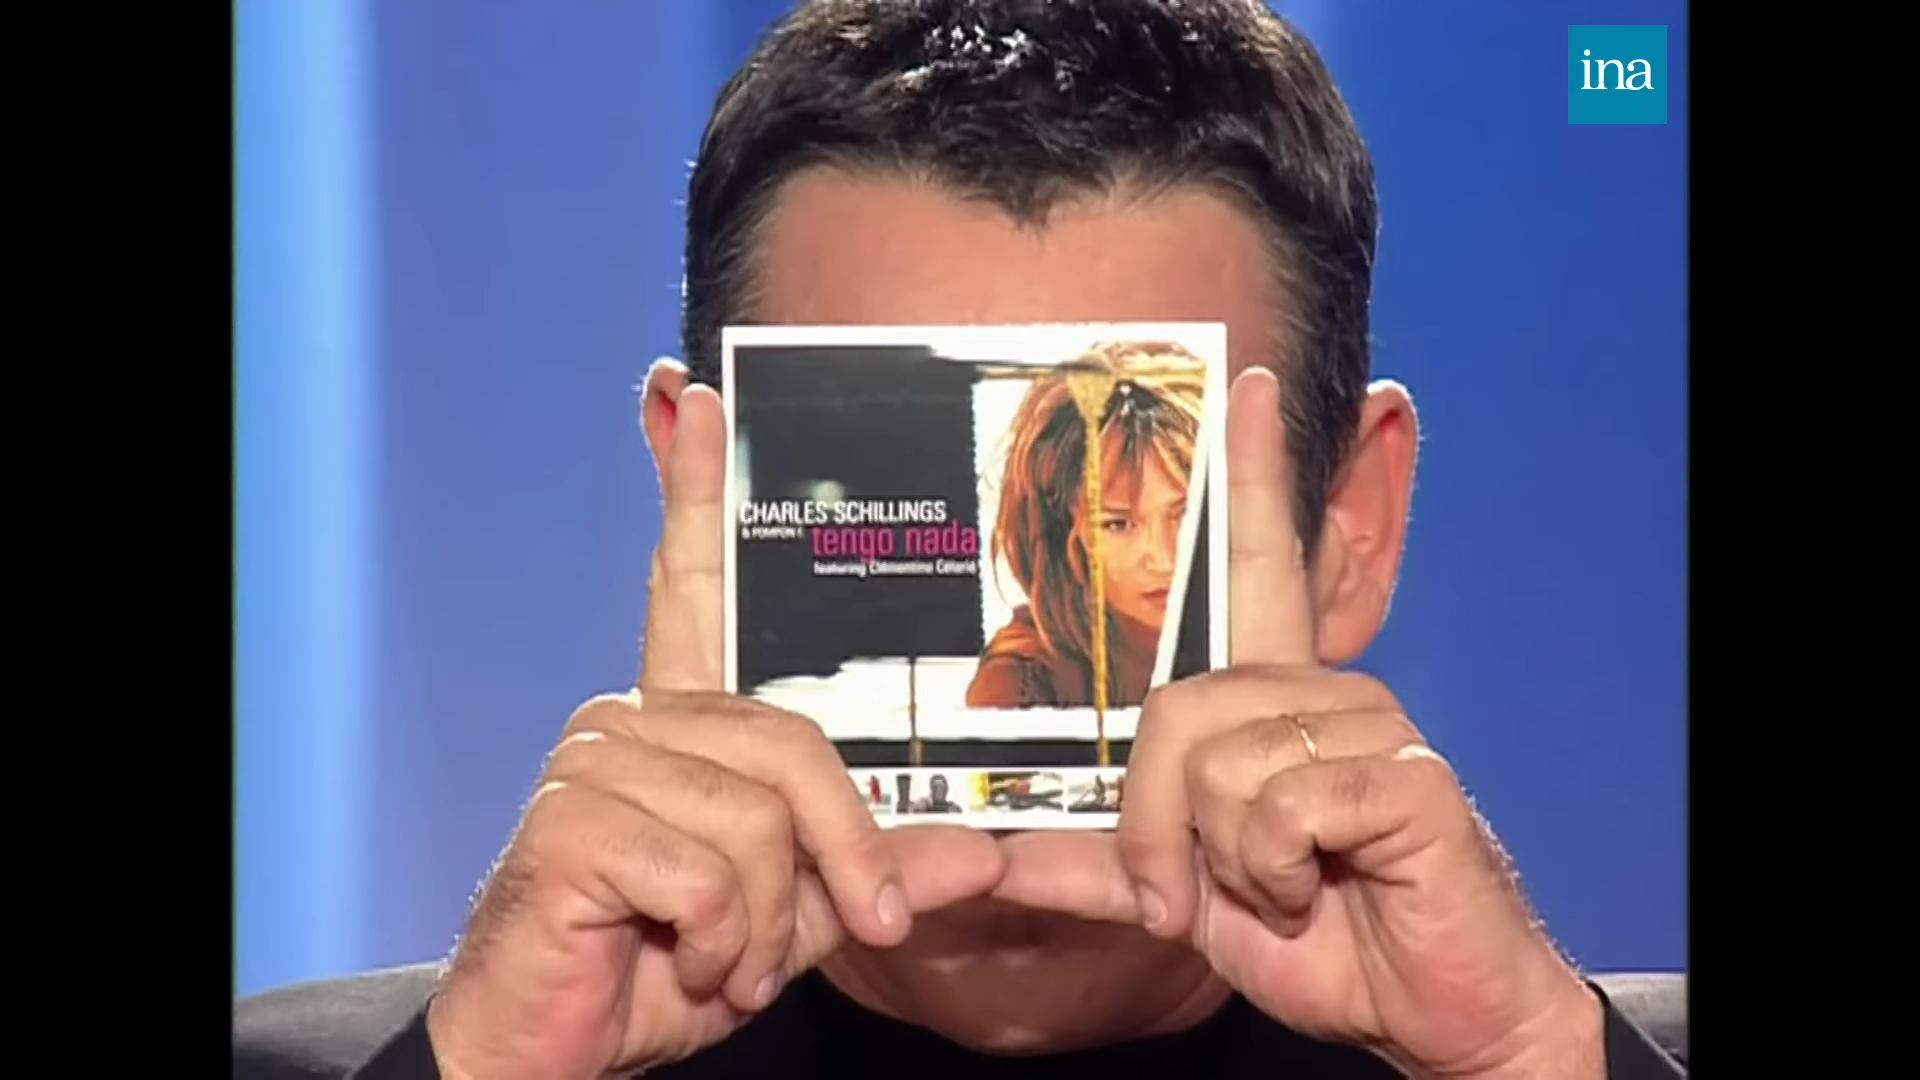 ina
CHARLES SCHILLINGS
& POMPON F. tengo nada
featuring Clémentine Célarié